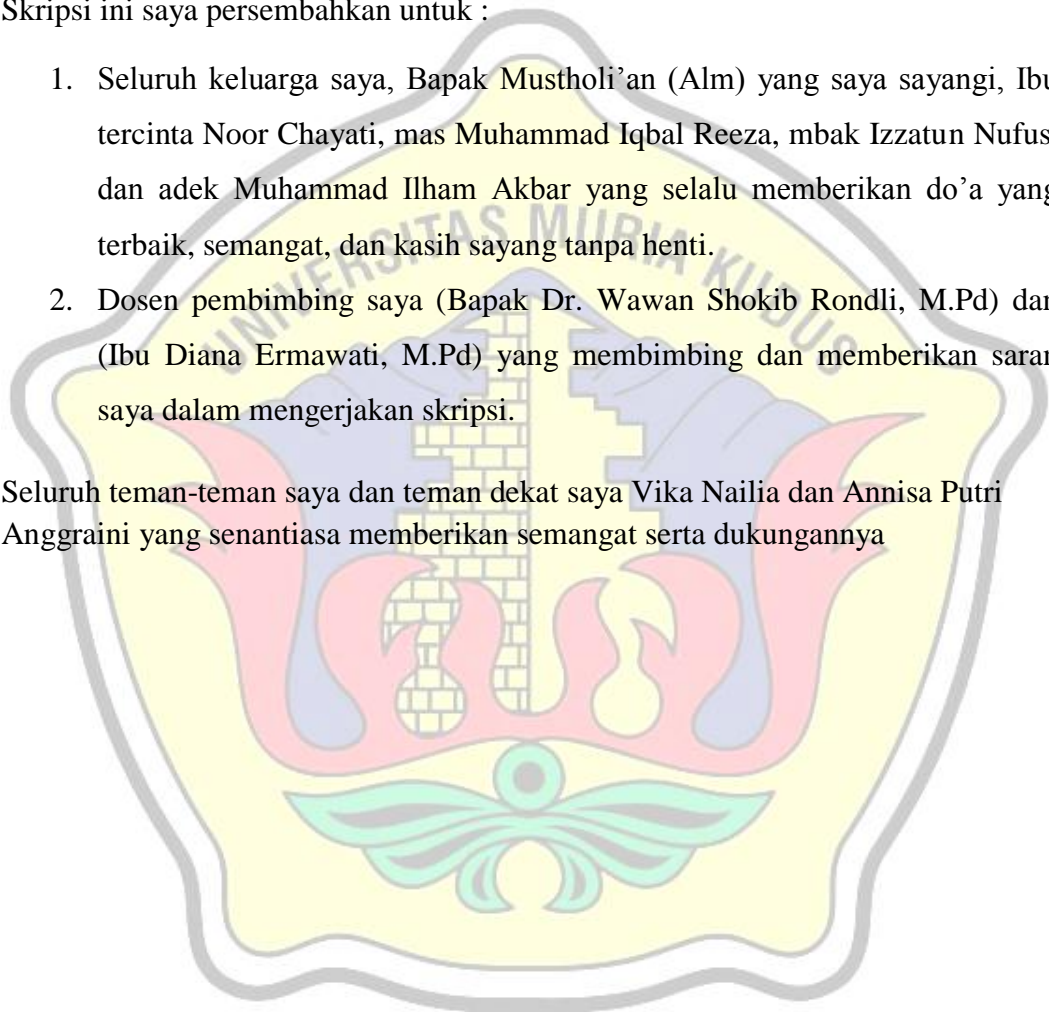 Skripsi ini saya persembahkan untuk :
1. Seluruh keluarga saya, Bapak Mustholi’an (Alm) yang saya sayangi, Ibu
tercinta Noor Chayati, mas Muhammad Iqbal Reeza, mbak Izzatun Nufus
dan adek Muhammad Ilham Akbar yang selalu memberikan do’a yang
terbaik, semangat, dan kasih sayang tanpa henti.
UNIVERSITAS MURIA KUDUS
2. Dosen pembimbing saya (Bapak Dr. Wawan Shokib Rondli, M.Pd) dan
(Ibu Diana Ermawati, M.Pd) yang membimbing dan memberikan saran
saya dalam mengerjakan skripsi.
Seluruh teman-teman saya dan teman dekat saya Vika Nailia dan Annisa Putri
Anggraini yang senantiasa memberikan semangat serta dukungannya